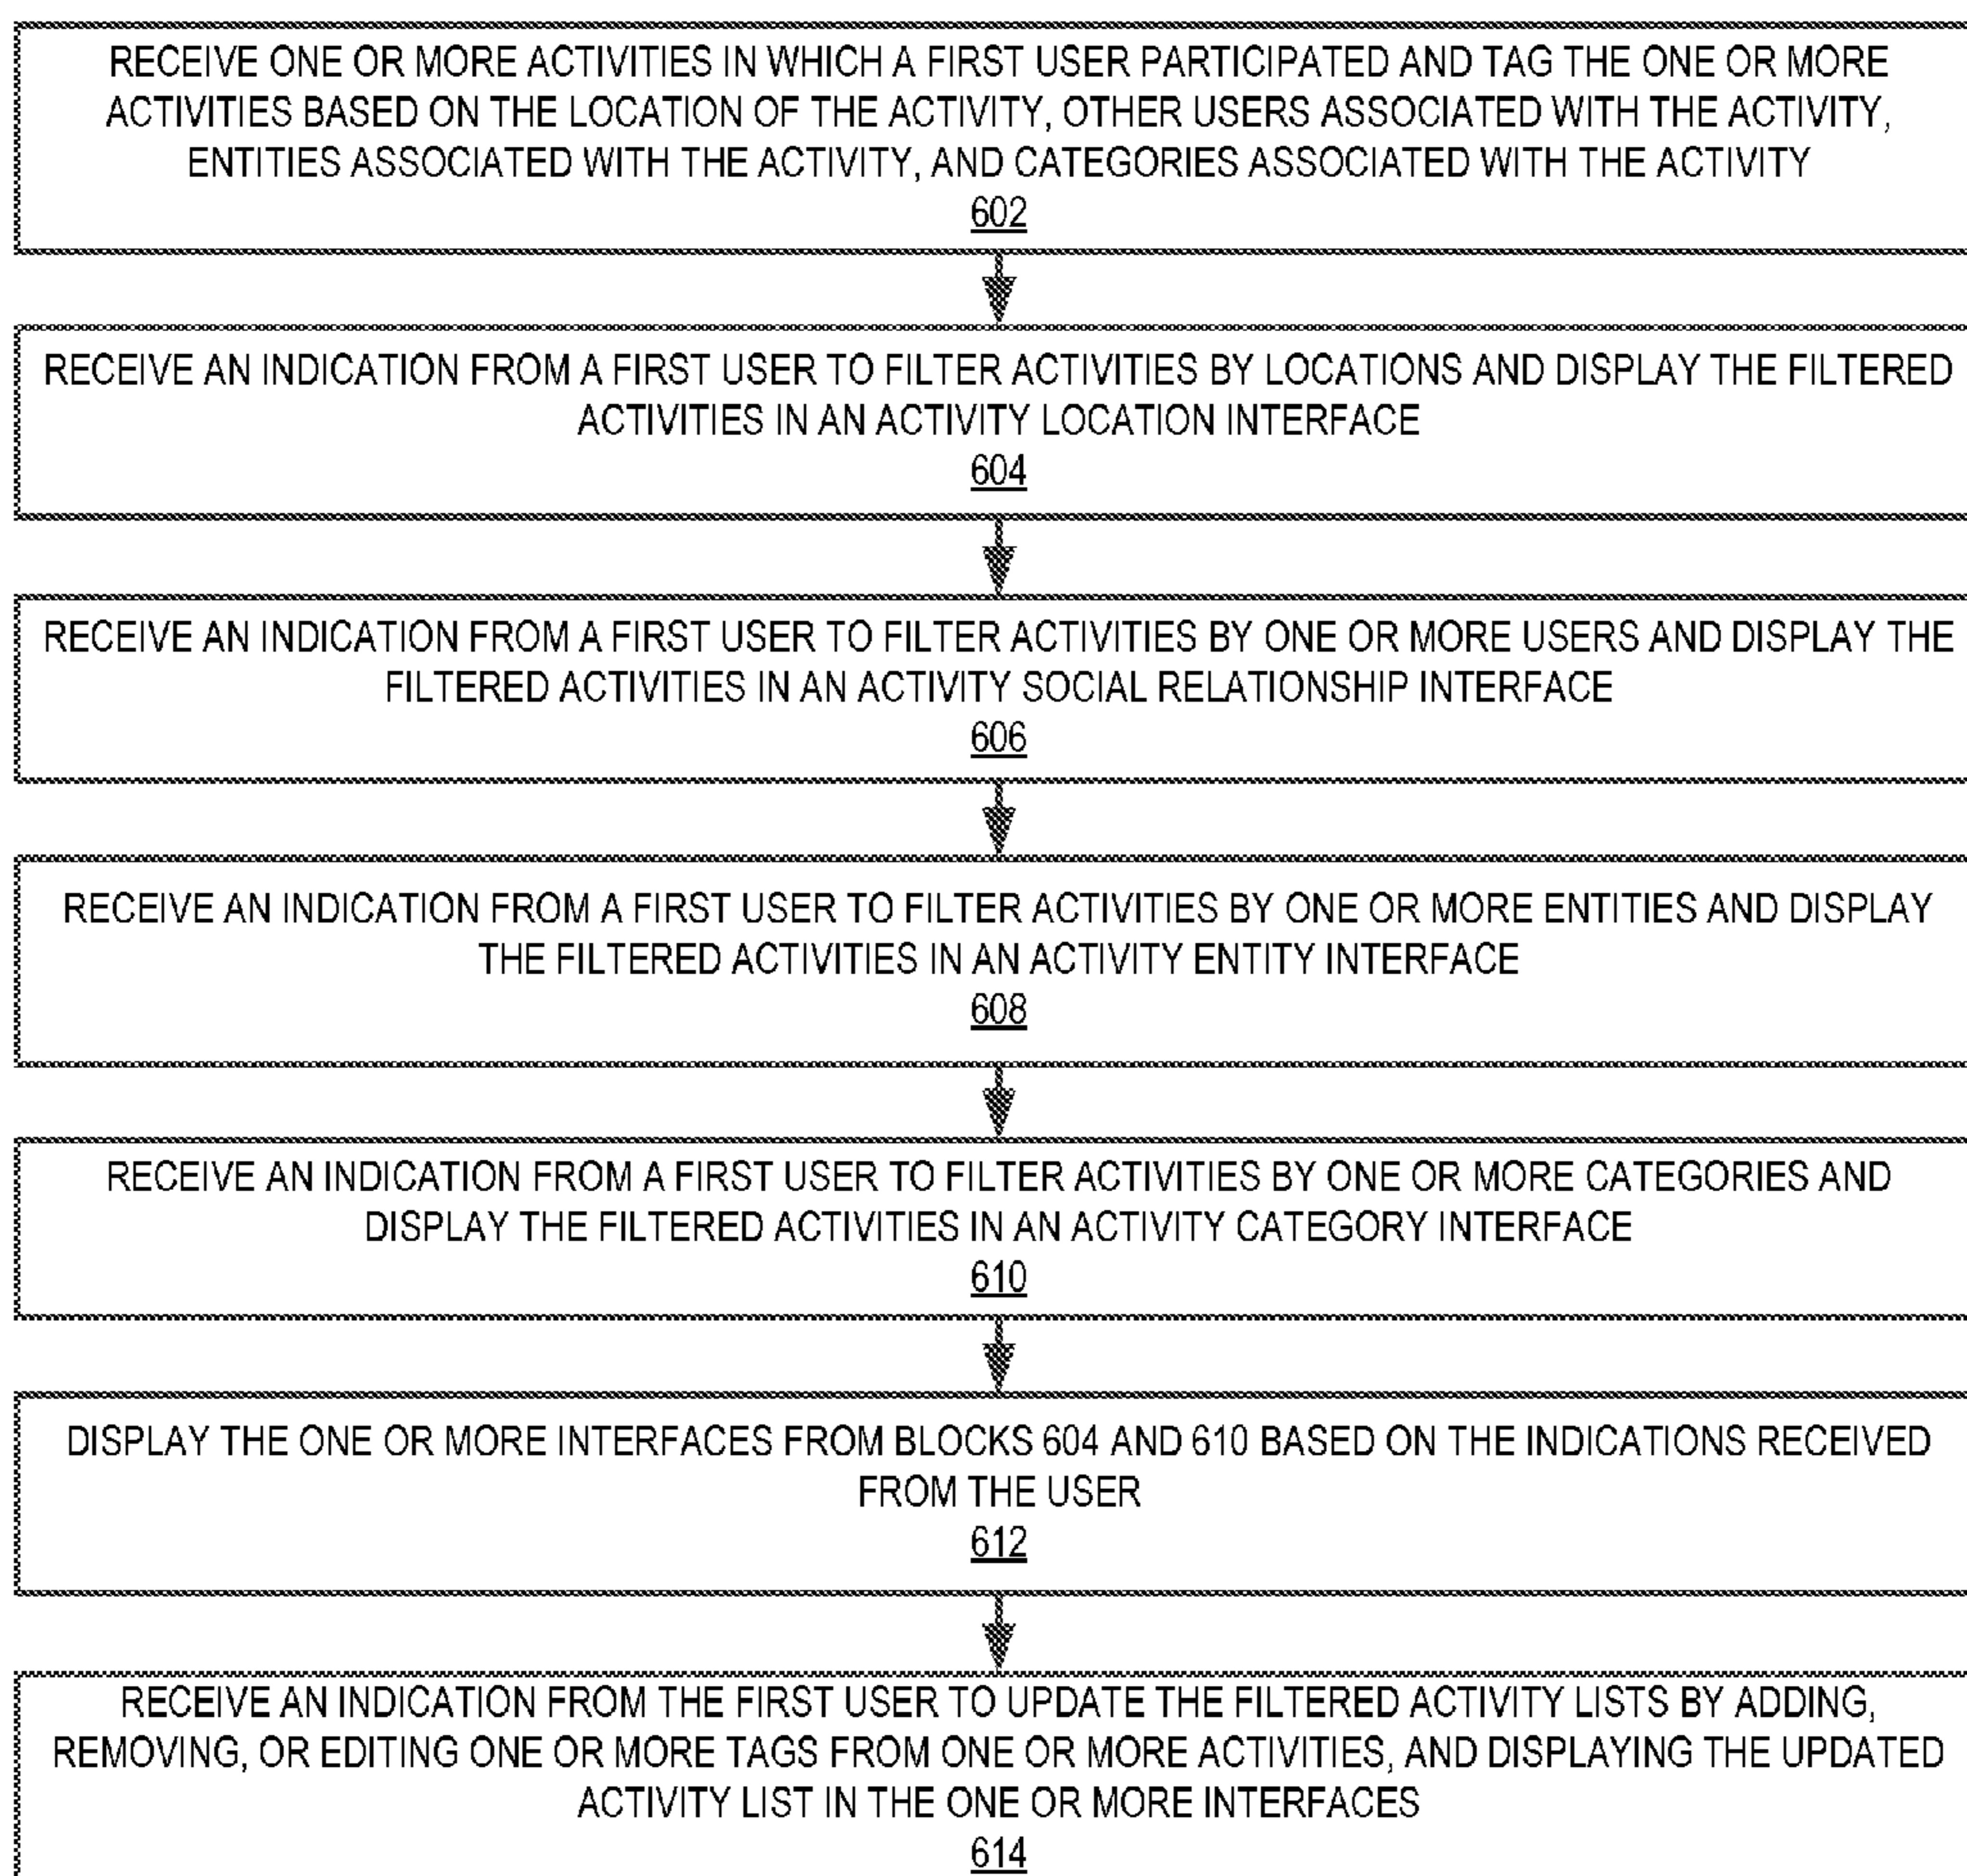 RECEIVE ONE OR MORE ACTIVITIES IN WHICH A FIRST USER PARTICIPATED AND TAG THE ONE OR MORE
ACTIVITIES BASED ON THE LOCATION OF THE ACTIVITY, OTHER USERS ASSOCIATED WITH THE ACTIVITY,
ENTITIES ASSOCIATED WITH THE ACTIVITY, AND CATEGORIES ASSOCIATED WITH THE ACTIVITY
602
RECEIVE AN INDICATION FROM A FIRST USER TO FILTER ACTIVITIES BY LOCATIONS AND DISPLAY THE FILTERED
ACTIVITIES IN AN ACTIVITY LOCATION INTERFACE
604
RECEIVE AN INDICATION FROM A FIRST USER TO FILTER ACTIVITIES BY ONE OR MORE USERS AND DISPLAY THE
FILTERED ACTIVITIES IN AN ACTIVITY SOCIAL RELATIONSHIP INTERFACE
606
RECEIVE AN INDICATION FROM A FIRST USER TO FILTER ACTIVITIES BY ONE OR MORE ENTITIES AND DISPLAY
THE FILTERED ACTIVITIES IN AN ACTIVITY ENTITY INTERFACE
608
RECEIVE AN INDICATION FROM A FIRST USER TO FILTER ACTIVITIES BY ONE OR MORE CATEGORIES AND
DISPLAY THE FILTERED ACTIVITIES IN AN ACTIVITY CATEGORY INTERFACE
610
DISPLAY THE ONE OR MORE INTERFACES FROM BLOCKS 604 AND 610 BASED ON THE INDICATIONS RECEIVED
FROM THE USER
612
RECEIVE AN INDICATION FROM THE FIRST USER TO UPDATE THE FILTERED ACTIVITY LISTS BY ADDING,
REMOVING, OR EDITING ONE OR MORE TAGS FROM ONE OR MORE ACTIVITIES, AND DISPLAYING THE UPDATED
ACTIVITY LIST IN THE ONE OR MORE INTERFACES
614